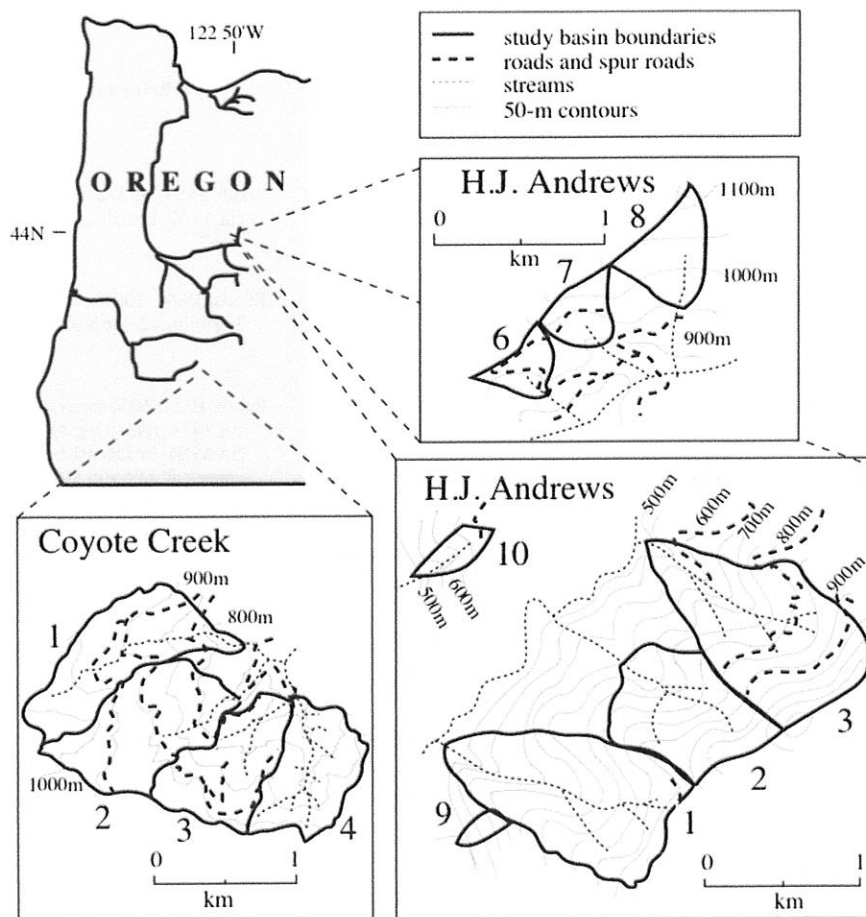 122 50'W
OREGON
44N
study basin boundaries
roads and spur roads
streams
50-m contours
H.J. Andrews
0 1
km
8
7
6
1100m
1000m
900m
H.J. Andrews
10
500m
600m
500m
600m
700m
800m
900m
3
2
1
9
0 1
km
Coyote Creek
900m
800m
1
1000m
2
3
4
0 1
km